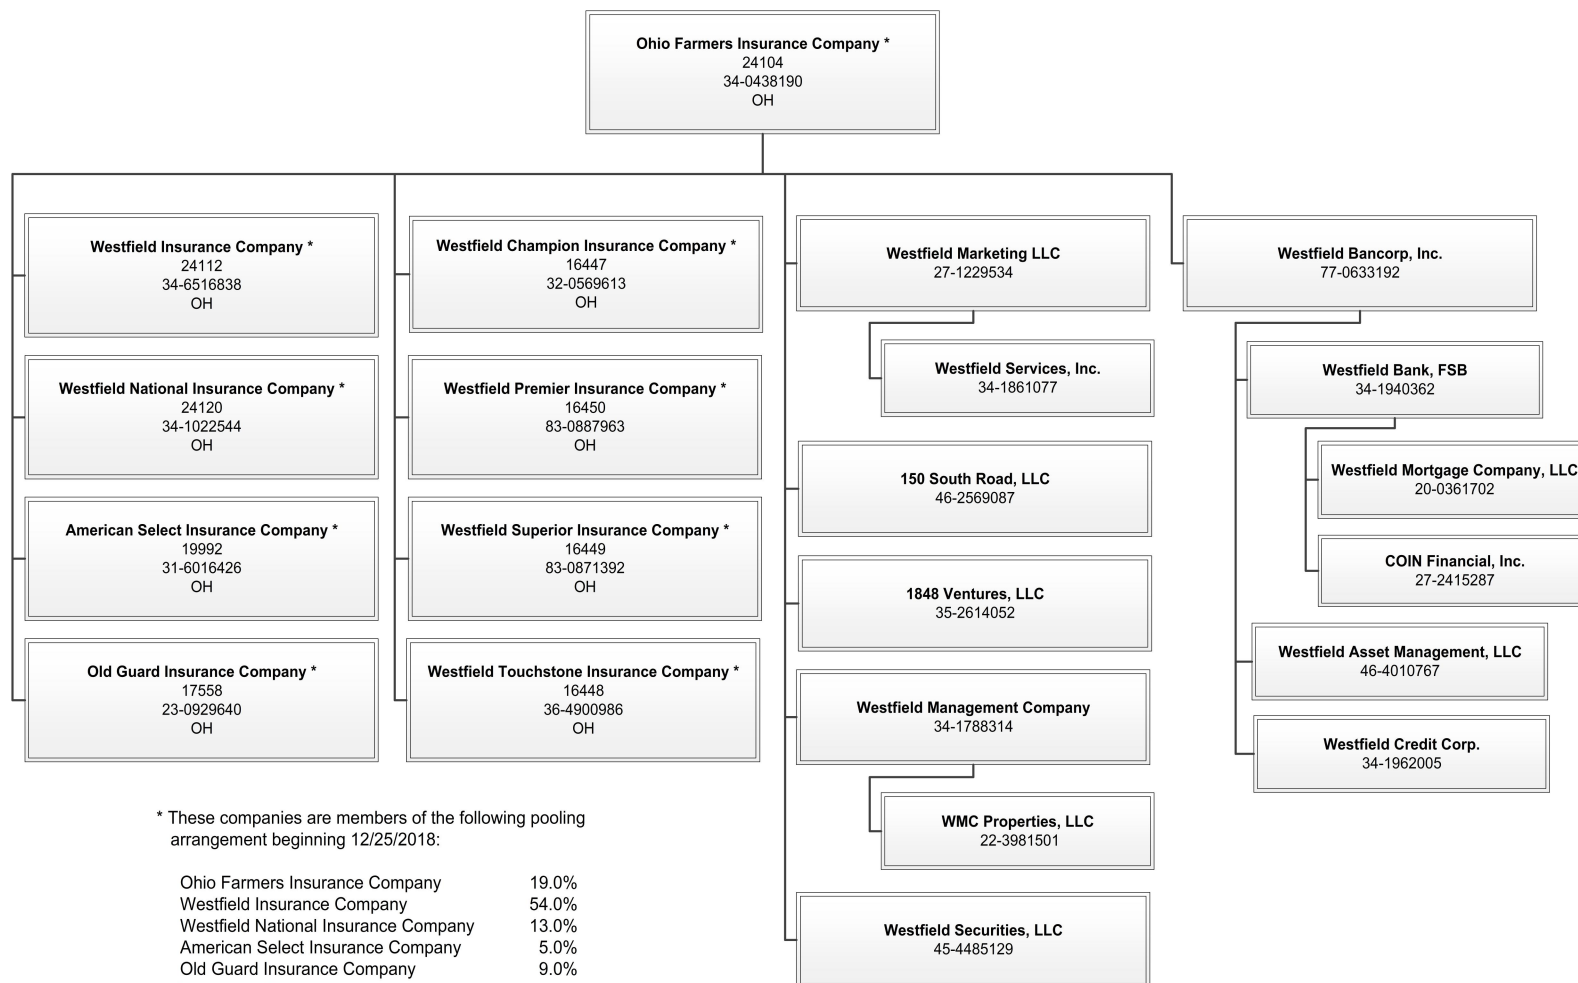 Ohio Farmers Insurance Company *
24104
34-0438190
OH
Westfield Insurance Company *
24112
34-6516838
OH
Westfield National Insurance Company *
24120
34-1022544
OH
American Select Insurance Company *
19992
31-6016426
OH
Old Guard Insurance Company *
17558
23-0929640
OH
Westfield Champion Insurance Company *
16447
32-0569613
OH
Westfield Premier Insurance Company *
16450
83-0887963
OH
Westfield Superior Insurance Company *
16449
83-0871392
OH
Westfield Touchstone Insurance Company *
16448
36-4900986
OH
Westfield Marketing LLC
27-1229534
Westfield Services, Inc.
34-1861077
150 South Road, LLC
46-2569087
1848 Ventures, LLC
35-2614052
Westfield Management Company
34-1788314
WMC Properties, LLC
22-3981501
Westfield Securities, LLC
45-4485129
Westfield Bancorp, Inc.
77-0633192
Westfield Bank, FSB
34-1940362
Westfield Mortgage Company, LLC
20-0361702
COIN Financial, Inc.
27-2415287
Westfield Asset Management, LLC
46-4010767
Westfield Credit Corp.
34-1962005
* These companies are members of the following pooling
arrangement beginning 12/25/2018:
Ohio Farmers Insurance Company 19.0%
Westfield Insurance Company 54.0%
Westfield National Insurance Company 13.0%
American Select Insurance Company 5.0%
Old Guard Insurance Company 9.0%